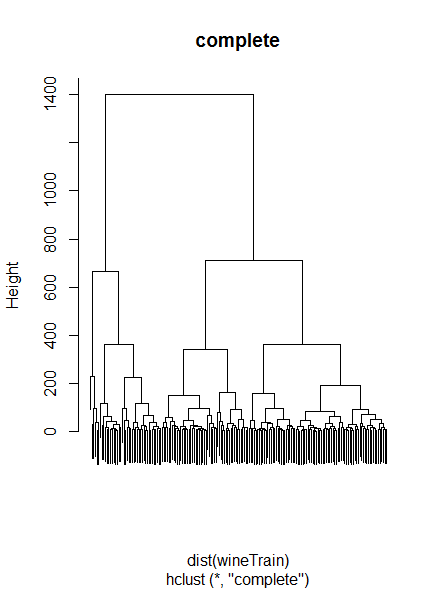 complete
Height
1400
1000
800
600
400
200
0
dist(wineTrain)
hclust (*, "complete")